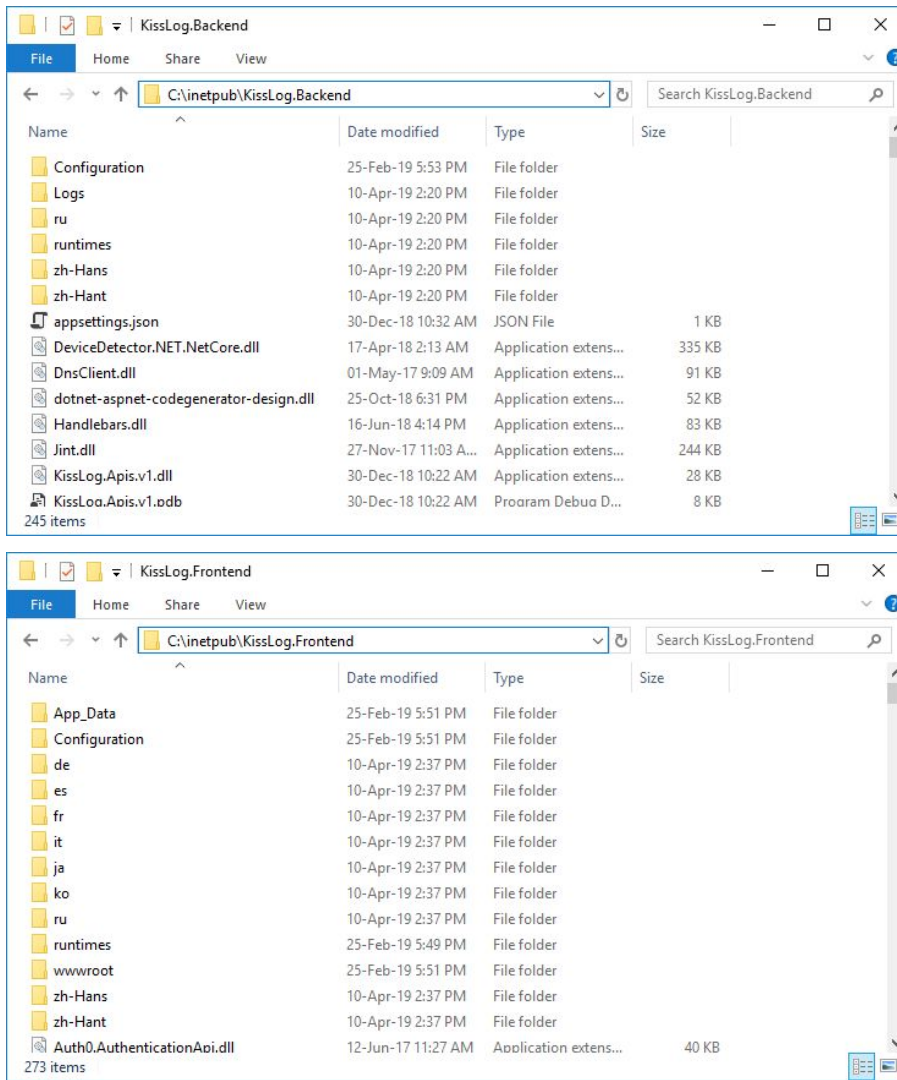 KissLog.Backend
File Home Share View
C:\inetpub\KissLog.Backend Search KissLog.Backend
Name Date modified Type Size
Configuration 25-Feb-19 5:53 PM File folder
Logs 10-Apr-19 2:20 PM File folder
ru 10-Apr-19 2:20 PM File folder
runtimes 10-Apr-19 2:20 PM File folder
zh-Hans 10-Apr-19 2:20 PM File folder
zh-Hant 10-Apr-19 2:20 PM File folder
appsettings.json 30-Dec-18 10:32 AM JSON File 1 KB
DeviceDetector.NET.NetCore.dll 17-Apr-18 2:13 AM Application extens... 335 KB
DnsClient.dll 01-May-17 9:09 AM Application extens... 91 KB
dotnet-aspnet-codegenerator-design.dll 25-Oct-18 6:31 PM Application extens... 52 KB
Handlebars.dll 16-Jun-18 4:14 PM Application extens... 83 KB
Jint.dll 27-Nov-17 11:03 A... Application extens... 244 KB
KissLog.Apis.v1.dll 30-Dec-18 10:22 AM Application extens... 28 KB
KissLog.Apis.v1.pdb 30-Dec-18 10:22 AM Program Debug D... 8 KB
245 items
KissLog.Frontend
File Home Share View
C:\inetpub\KissLog.Frontend Search KissLog.Frontend
Name Date modified Type Size
App_Data 25-Feb-19 5:51 PM File folder
Configuration 25-Feb-19 5:51 PM File folder
de 10-Apr-19 2:37 PM File folder
es 10-Apr-19 2:37 PM File folder
fr 10-Apr-19 2:37 PM File folder
it 10-Apr-19 2:37 PM File folder
ja 10-Apr-19 2:37 PM File folder
ko 10-Apr-19 2:37 PM File folder
ru 10-Apr-19 2:37 PM File folder
runtimes 25-Feb-19 5:49 PM File folder
wwwroot 25-Feb-19 5:51 PM File folder
zh-Hans 10-Apr-19 2:37 PM File folder
zh-Hant 10-Apr-19 2:37 PM File folder
Auth0.AuthenticationApi.dll 12-Jun-17 11:27 AM Application extens... 40 KB
273 items